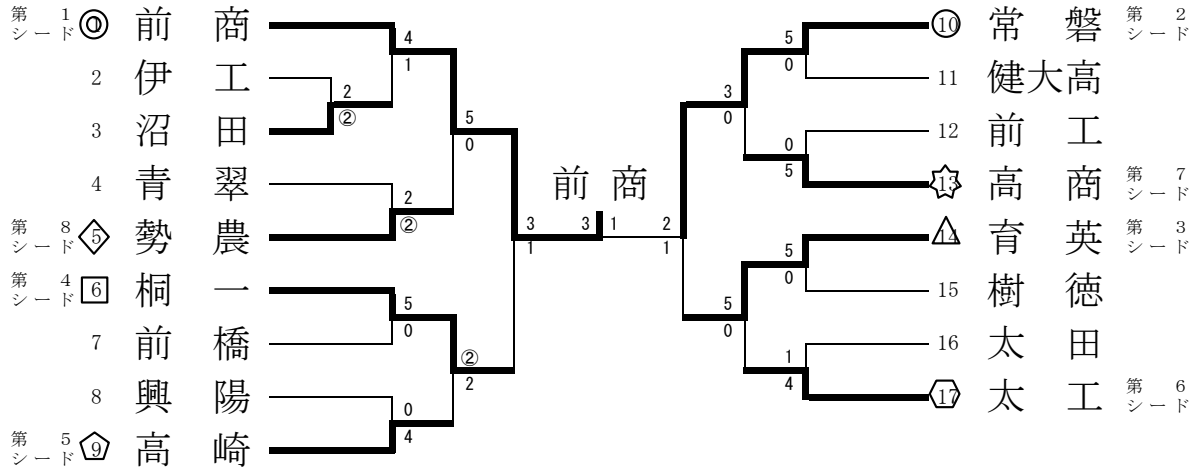 第 1 シード 1 前商
2 伊工
3 沼田
4 青翠
第 8 シード 5 勢農
第 4 シード 6 桐一
7 前橋
8 興陽
第 5 シード 9 高崎
4
1
2
②
5
0
2
②
3
1
5
0
②
2
0
4
前商
3 1
2
1
3
0
5
0
0
5
5
0
5
0
1
4
⑩ 常磐 第 2 シード
11 健大高
12 前工
13 高商 第 7 シード
14 育英 第 3 シード
15 樹徳
16 太田
17 太工 第 6 シード